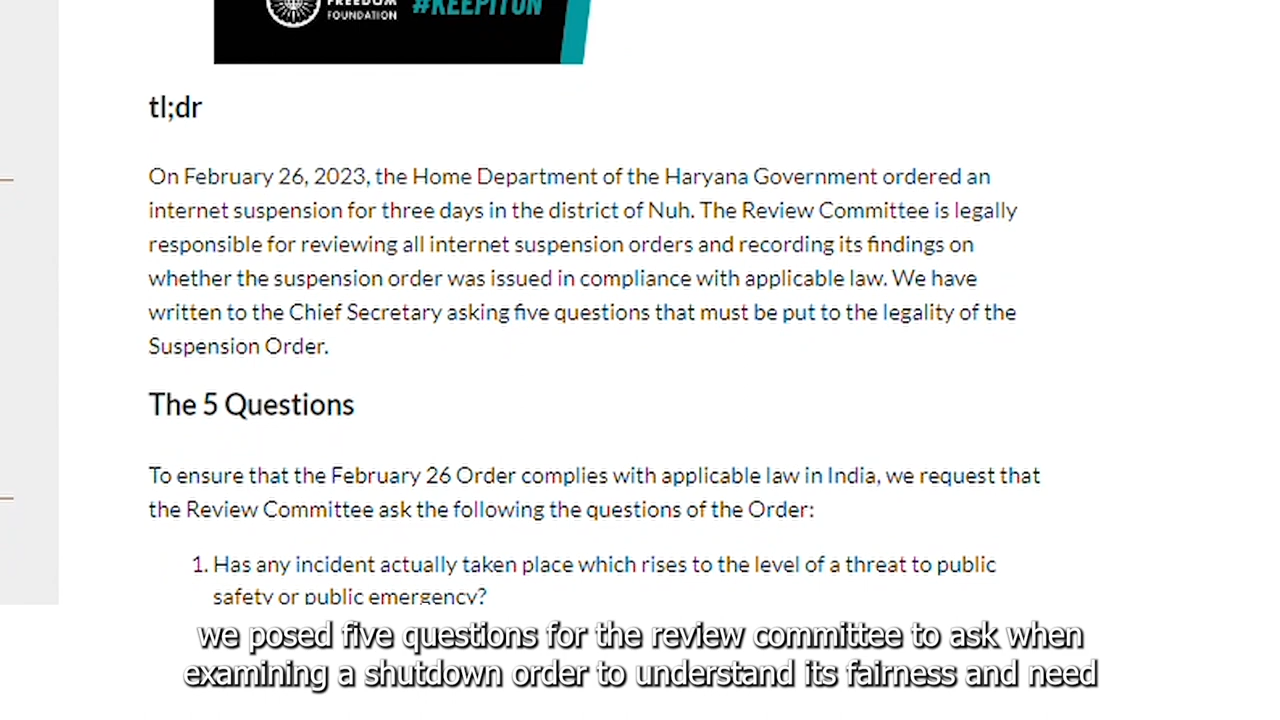 FREEDOM
FOUNDATION
#KEEPITON
tl;dr
On February 26, 2023, the Home Department of the Haryana Government ordered an
internet suspension for three days in the district of Nuh. The Review Committee is legally
responsible for reviewing all internet suspension orders and recording its findings on
whether the suspension order was issued in compliance with applicable law. We have
written to the Chief Secretary asking five questions that must be put to the legality of the
Suspension Order.
The 5 Questions
To ensure that the February 26 Order complies with applicable law in India, we request that
the Review Committee ask the following the questions of the Order:
1. Has any incident actually taken place which rises to the level of a threat to public
safety or public emergency?
we posed five questions for the review committee to ask when
examining a shutdown order to understand its fairness and need